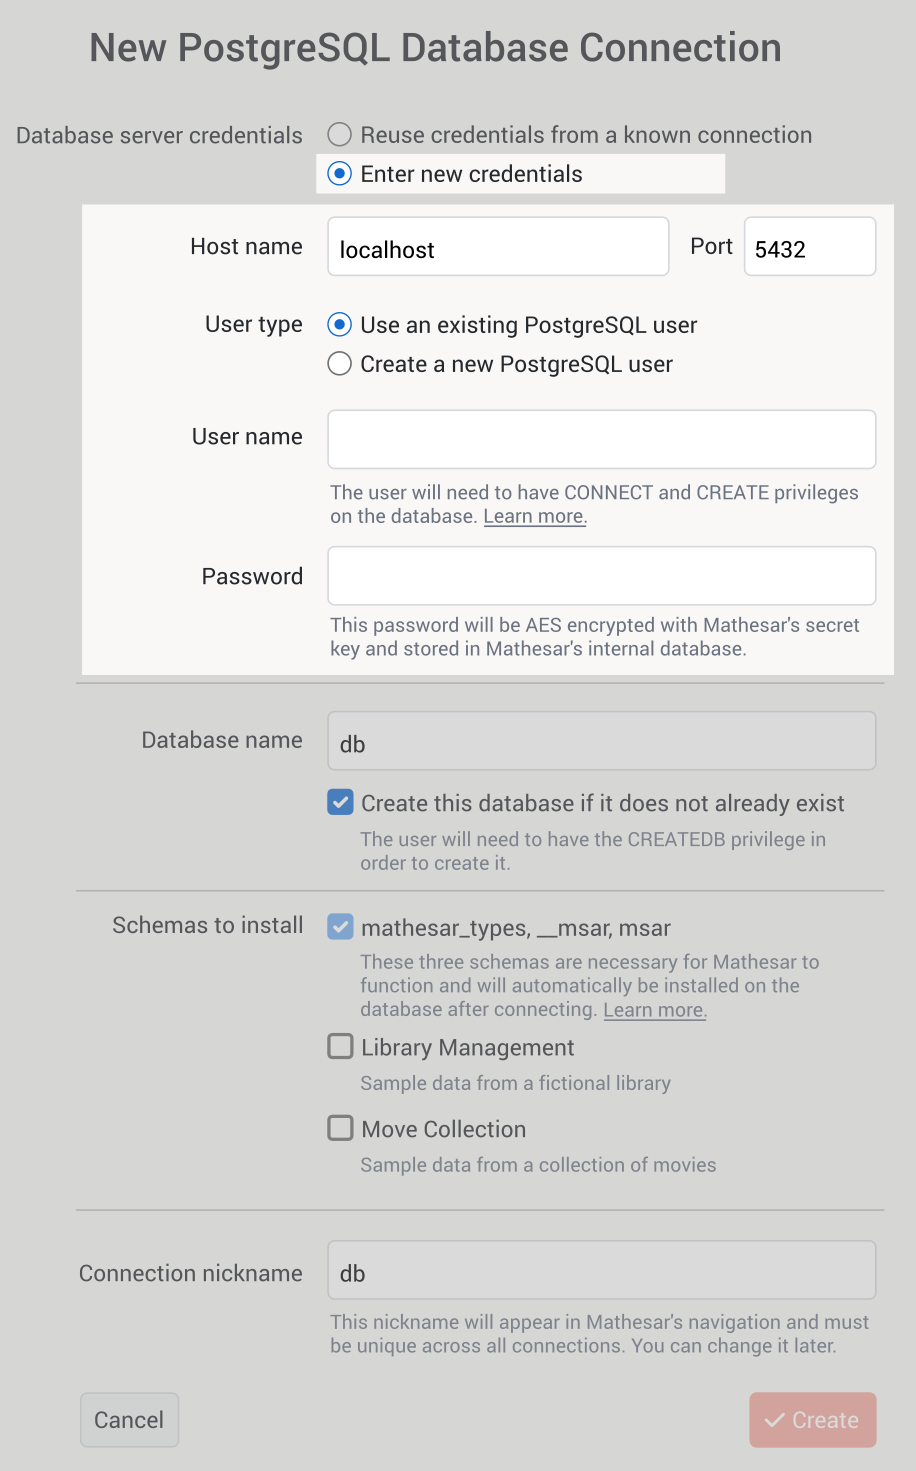 New PostgreSQL Database Connection
Database server credentials
Reuse credentials from a known connection
Enter new credentials
Host name
localhost
Port
5432
User type
Use an existing PostgreSQL user
Create a new PostgreSQL user
User name
The user will need to have CONNECT and CREATE privileges
on the database. Learn more.
Password
This password will be AES encrypted with Mathesar's secret
key and stored in Mathesar's internal database.
Database name
db
Create this database if it does not already exist
The user will need to have the CREATEDB privilege in
order to create it.
Schemas to install
mathesar_types, __msar, msar
These three schemas are necessary for Mathesar to
function and will automatically be installed on the
database after connecting. Learn more.
Library Management
Sample data from a fictional library
Move Collection
Sample data from a collection of movies
Connection nickname
db
This nickname will appear in Mathesar's navigation and must
be unique across all connections. You can change it later.
Cancel
Create